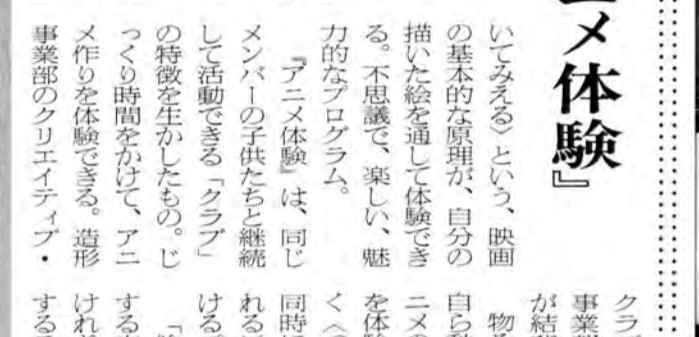 ニメ体験』
いてみえる〉という、映画
の基本的な原理が、自分の
描いた絵を通して体験でき
る。不思議で、楽しい、魅
力的なプログラム。
『アニメ体験』は、同じ
メンバーの子供たちと継続
して活動できる「クラブ」
の特徴を生かしたもの。じ
っくり時間をかけて、アニ
メ作りを体験できる。造形
事業部のクリエイティブ・
クラブ
事業部
が結
物
自ら
ニメの
を体験
く〈
同時に
れる
ける
する
けれ
する